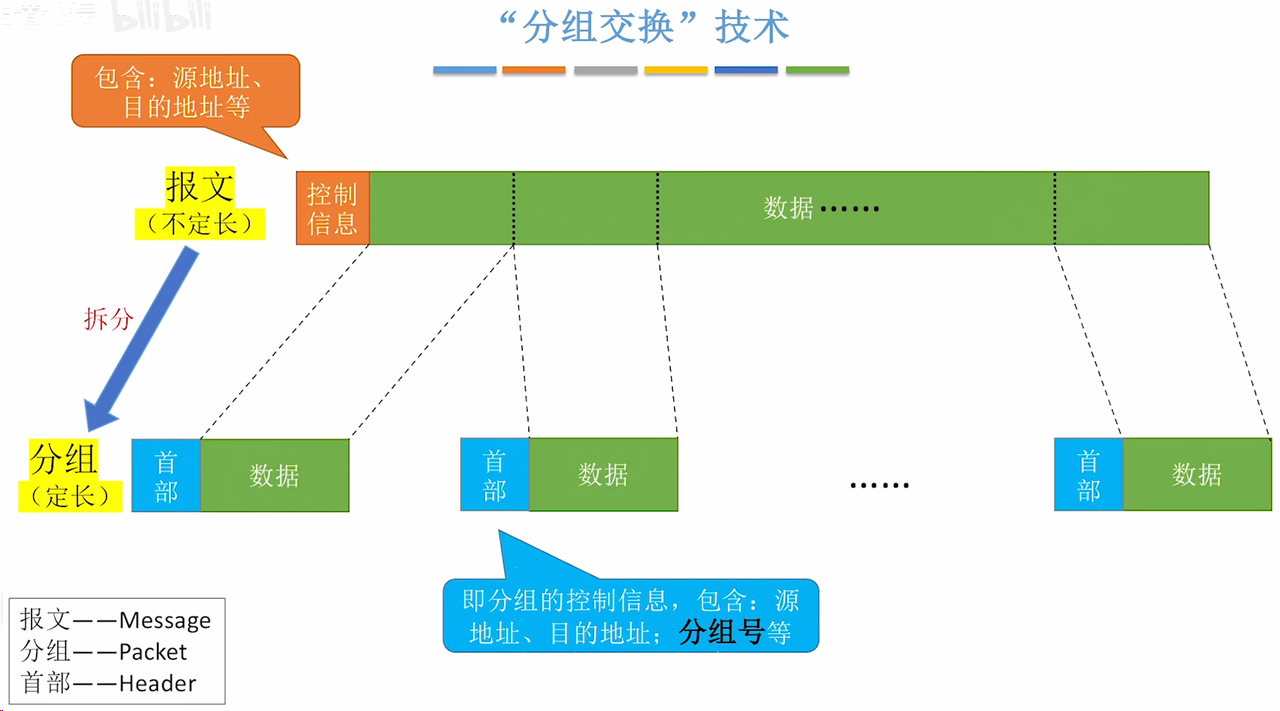 bilibili
“分组交换”技术
包含：源地址、
目的地址等
报文
（不定长）
控制
信息
数据……
拆分
分组
（定长）
首
部
数据
首
部
数据
……
首
部
数据
即分组的控制信息，包含：源
地址、目的地址；分组号等
报文——Message
分组——Packet
首部——Header